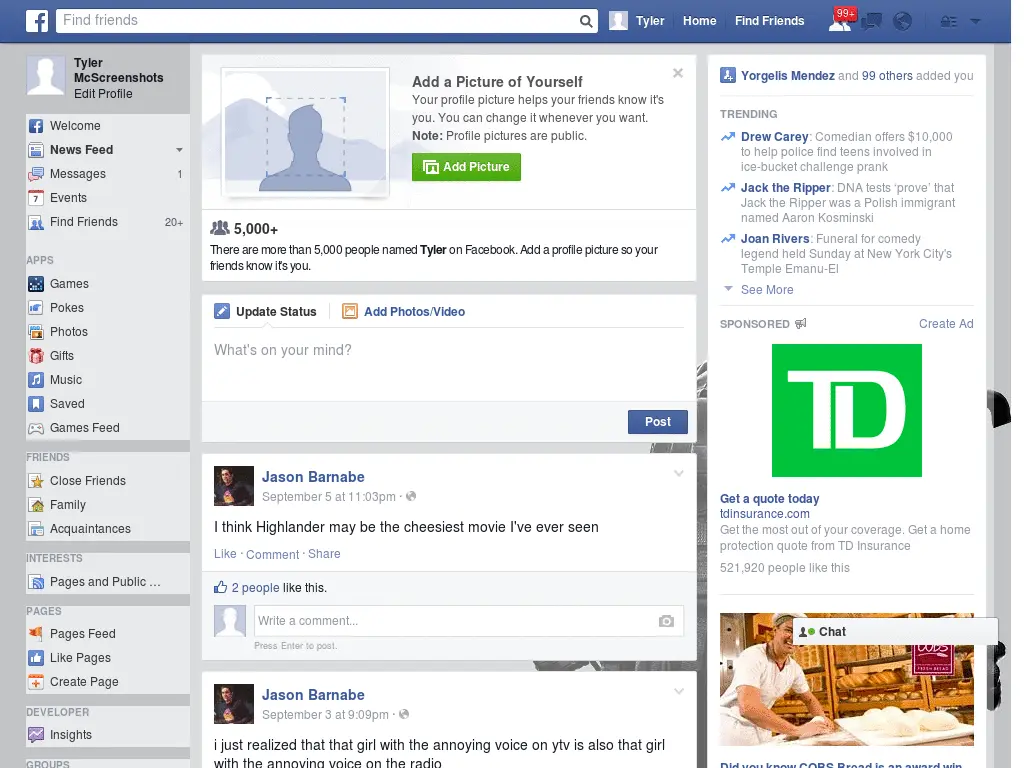 Find friends
Tyler
Home
Find Friends
99+
Tyler
McScreenshots
Edit Profile
Welcome
News Feed
Messages 1
Events
Find Friends 20+
APPS
Games
Pokes
Photos
Gifts
Music
Saved
Games Feed
FRIENDS
Close Friends
Family
Acquaintances
INTERESTS
Pages and Public ...
PAGES
Pages Feed
Like Pages
Create Page
DEVELOPER
Insights
GROUPS
Add a Picture of Yourself
Your profile picture helps your friends know it's
you. You can change it whenever you want.
Note: Profile pictures are public.
Add Picture
5,000+
There are more than 5,000 people named Tyler on Facebook. Add a profile picture so your
friends know it's you.
Update Status
Add Photos/Video
What's on your mind?
Post
Jason Barnabe
September 5 at 11:03pm ·
I think Highlander may be the cheesiest movie I've ever seen
Like · Comment · Share
2 people like this.
Write a comment...
Press Enter to post.
Jason Barnabe
September 3 at 9:09pm ·
i just realized that that girl with the annoying voice on ytv is also that girl
with the annoying voice on the radio
Yorgelis Mendez and 99 others added you
TRENDING
Drew Carey: Comedian offers $10,000
to help police find teens involved in
ice-bucket challenge prank
Jack the Ripper: DNA tests ‘prove’ that
Jack the Ripper was a Polish immigrant
named Aaron Kosminski
Joan Rivers: Funeral for comedy
legend held Sunday at New York City's
Temple Emanu-El
See More
SPONSORED
Create Ad
TD
Get a quote today
tdinsurance.com
Get the most out of your coverage. Get a home
protection quote from TD Insurance
521,920 people like this
Chat
COBS
FRESH BREAD
Did you know COBS Bread is an award win